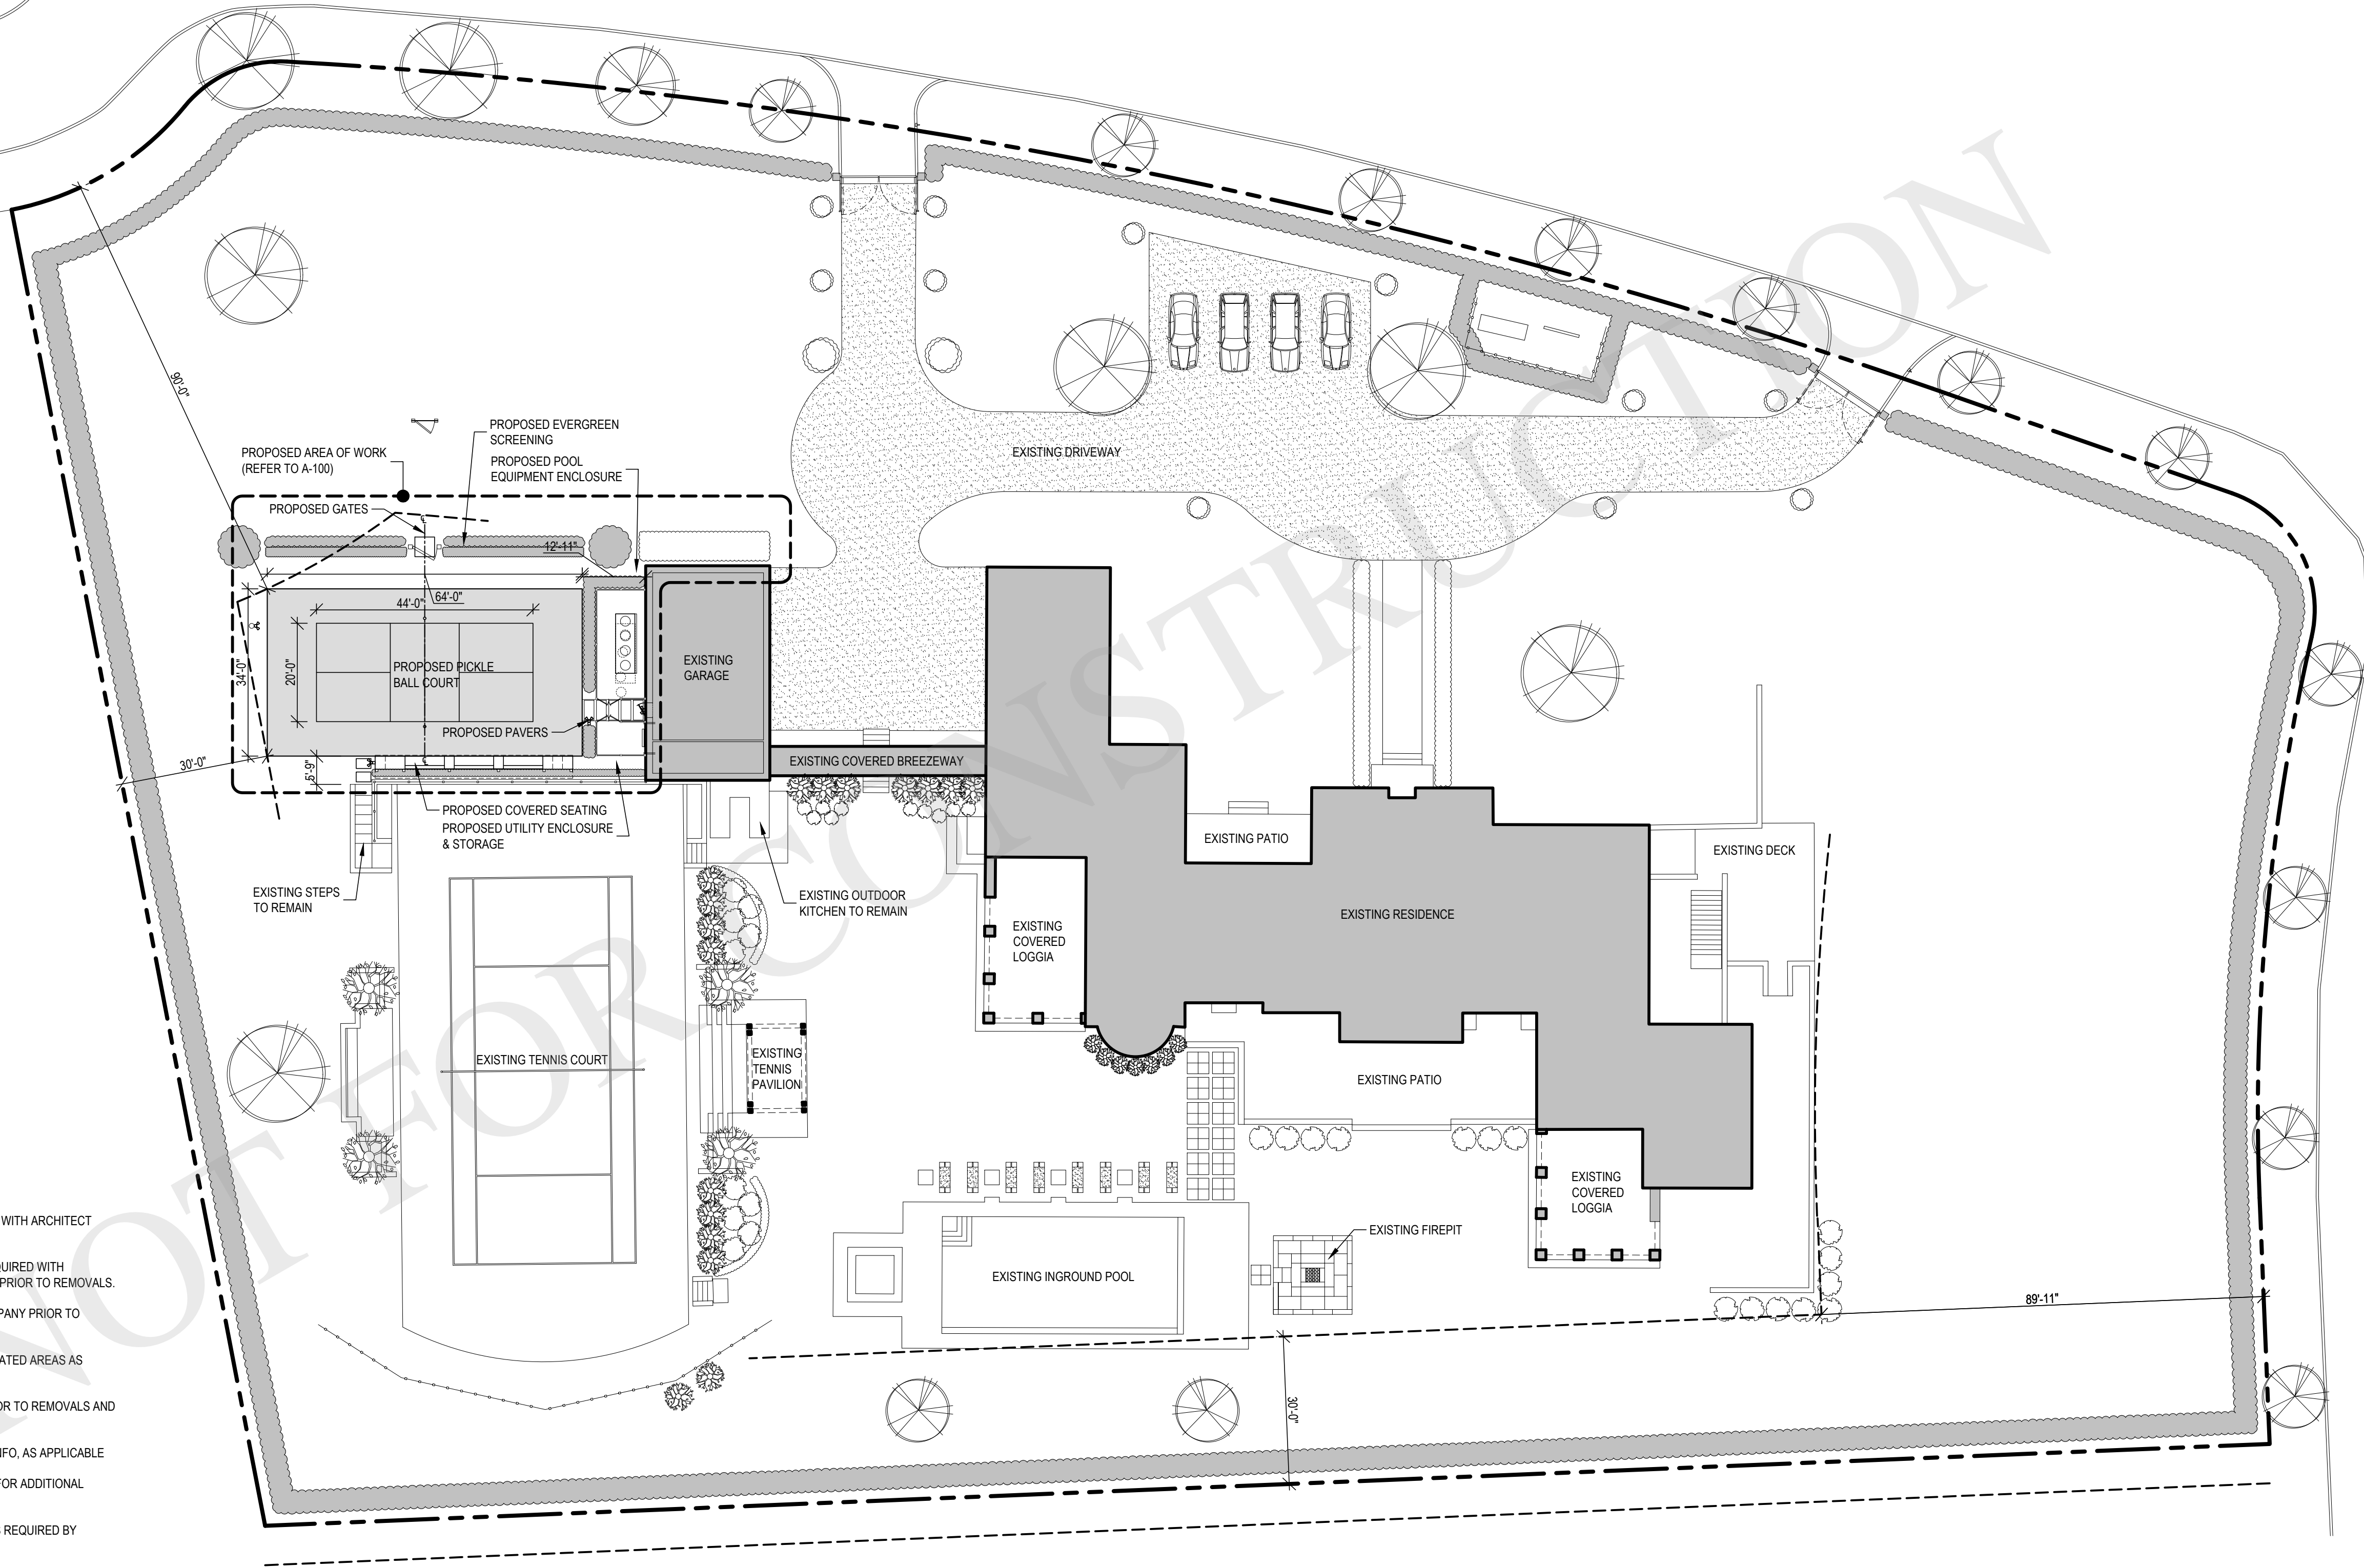 NOT FOR CONSTRUCTION
90'-0"
PROPOSED AREA OF WORK
(REFER TO A-100)
PROPOSED EVERGREEN
SCREENING
PROPOSED POOL
EQUIPMENT ENCLOSURE
PROPOSED GATES
12'-11"
64'-0"
44'-0"
34'-0"
20'-0"
PROPOSED PICKLE
BALL COURT
PROPOSED PAVERS
30'-0"
5'-9"
EXISTING
GARAGE
EXISTING DRIVEWAY
EXISTING COVERED BREEZEWAY
PROPOSED COVERED SEATING
PROPOSED UTILITY ENCLOSURE
& STORAGE
EXISTING STEPS
TO REMAIN
EXISTING OUTDOOR
KITCHEN TO REMAIN
EXISTING PATIO
EXISTING DECK
EXISTING RESIDENCE
EXISTING
COVERED
LOGGIA
EXISTING TENNIS COURT
EXISTING
TENNIS
PAVILION
EXISTING PATIO
EXISTING
COVERED
LOGGIA
EXISTING FIREPIT
EXISTING INGROUND POOL
89'-11"
30'-0"
WITH ARCHITECT
QUIRED WITH
PRIOR TO REMOVALS.
PANY PRIOR TO
ATED AREAS AS
OR TO REMOVALS AND
NFO, AS APPLICABLE
FOR ADDITIONAL
REQUIRED BY